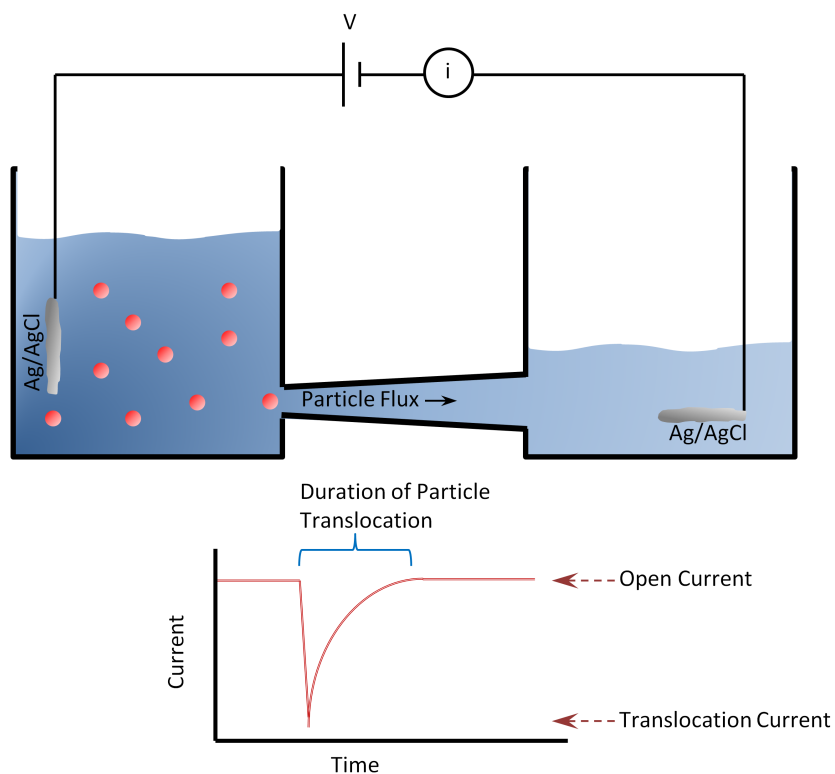 V
i
Ag/AgCl
Particle Flux
Ag/AgCl
Duration of Particle
Translocation
Open Current
Current
Translocation Current
Time